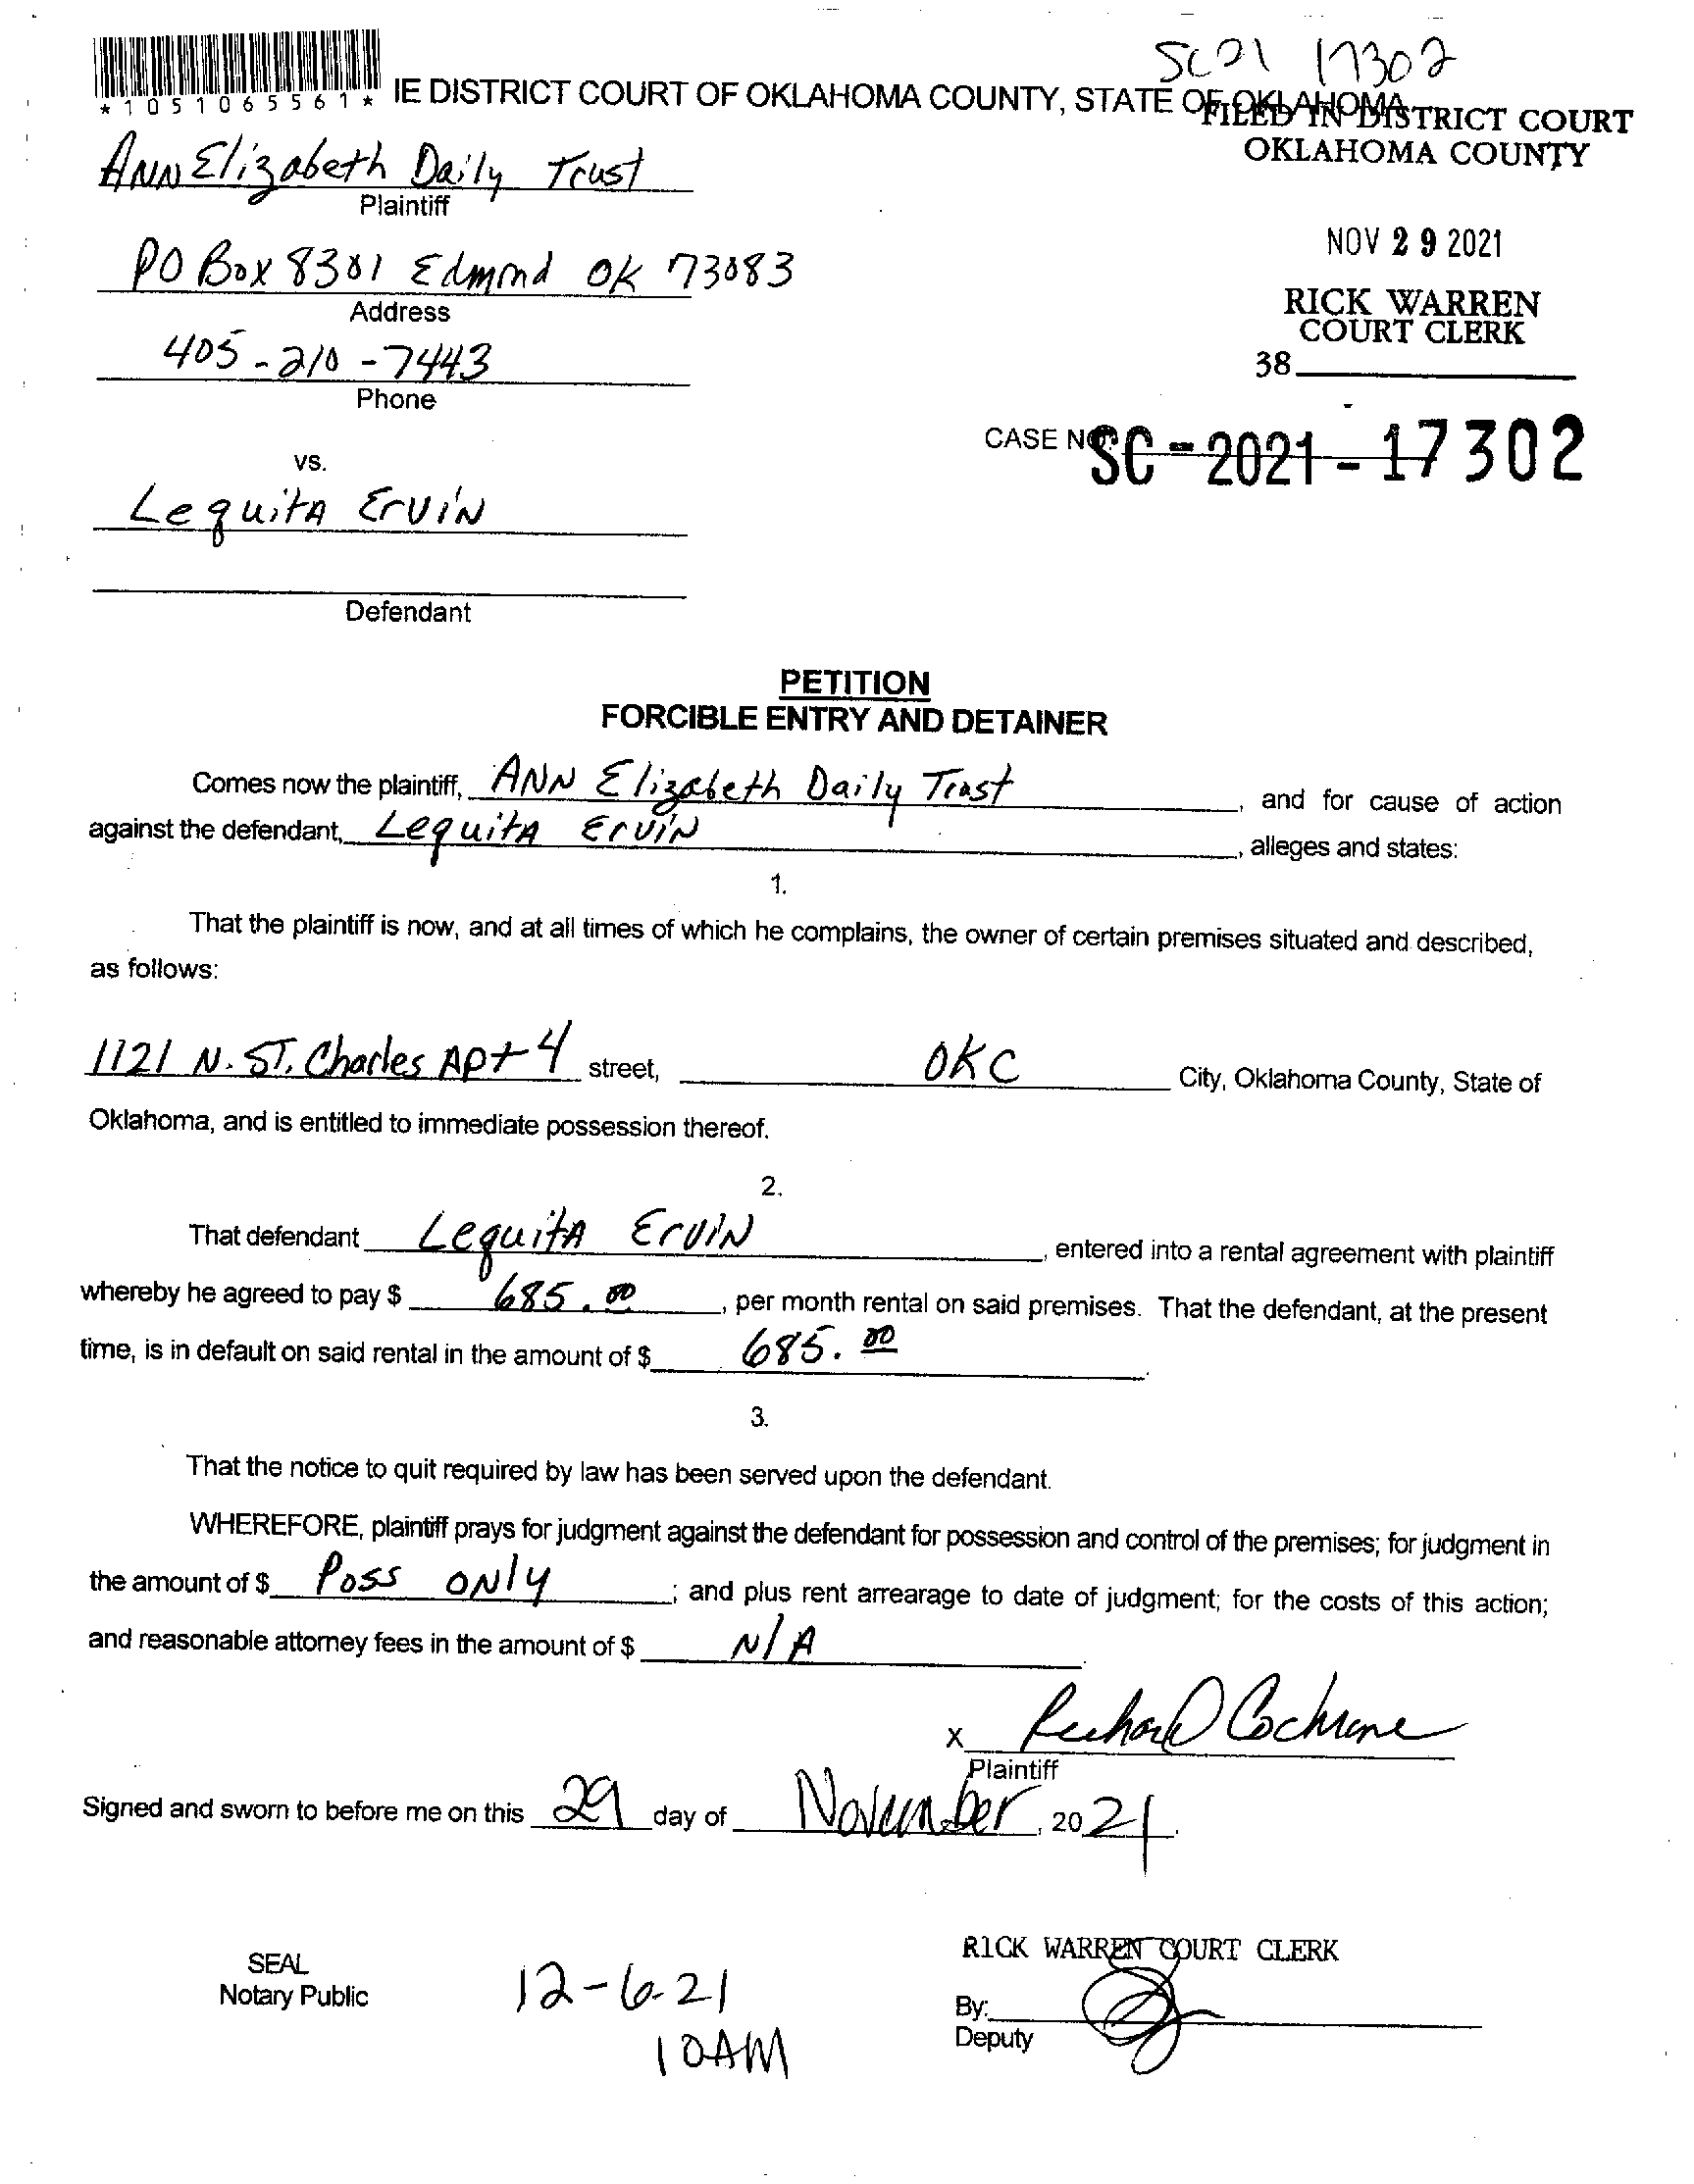 SC21 17302
*1051065561* IE DISTRICT COURT OF OKLAHOMA COUNTY, STATE OF OKLAHOMA
FILED IN DISTRICT COURT
OKLAHOMA COUNTY
ANN Elizabeth Daily Trust
Plaintiff
NOV 29 2021
PO Box 8301 Edmond OK 73083
Address
RICK WARREN
COURT CLERK
405-210-7443
38
Phone
CASE NO. SC-2021-17302
vs.
Lequita Ervin
Defendant
PETITION
FORCIBLE ENTRY AND DETAINER
Comes now the plaintiff, ANN Elizabeth Daily Trust, and for cause of action
against the defendant, Lequita Ervin, alleges and states:
1.
That the plaintiff is now, and at all times of which he complains, the owner of certain premises situated and described,
as follows:
1121 N. ST. Charles Apt 4 street, OKC City, Oklahoma County, State of
Oklahoma, and is entitled to immediate possession thereof.
2.
That defendant Lequita Ervin, entered into a rental agreement with plaintiff
whereby he agreed to pay $ 685.00, per month rental on said premises. That the defendant, at the present
time, is in default on said rental in the amount of $ 685.00.
3.
That the notice to quit required by law has been served upon the defendant.
WHEREFORE, plaintiff prays for judgment against the defendant for possession and control of the premises; for judgment in
the amount of $ Poss ONly; and plus rent arrearage to date of judgment; for the costs of this action;
and reasonable attorney fees in the amount of $ N/A.
X Richard Cochrane
Plaintiff
Signed and sworn to before me on this 29 day of November, 2021.
RICK WARREN COURT CLERK
SEAL
Notary Public
12-6-21
10AM
By:
Deputy